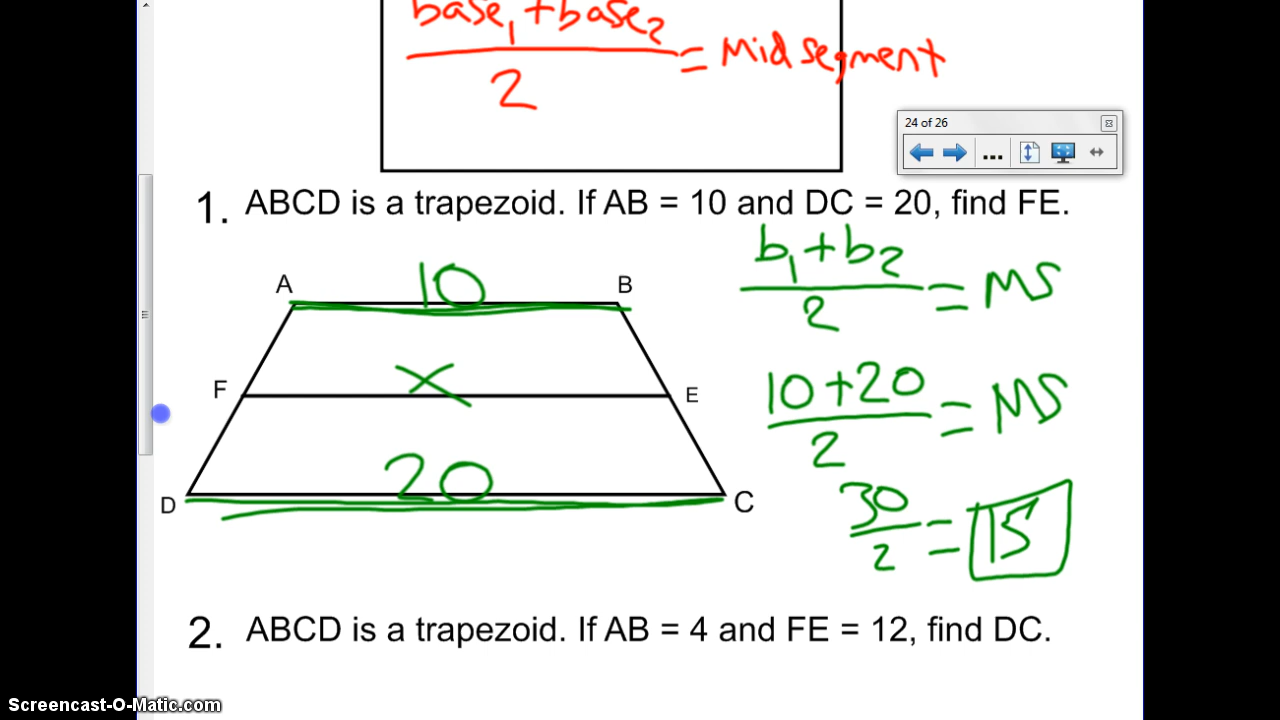 base₁ + base₂
2
= Midsegment
24 of 26
...
1. ABCD is a trapezoid. If AB = 10 and DC = 20, find FE.
b₁ + b₂
2
= MS
A
10
B
F
x
E
10 + 20
2
= MS
D
20
C
30
2
= 15
2. ABCD is a trapezoid. If AB = 4 and FE = 12, find DC.
Screencast-O-Matic.com